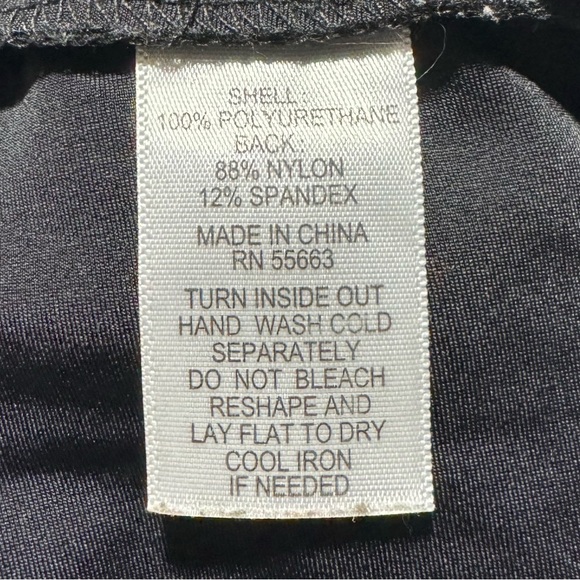 SHELL:
100% POLYURETHANE
BACK:
88% NYLON
12% SPANDEX
MADE IN CHINA
RN 55663
TURN INSIDE OUT
HAND WASH COLD
SEPARATELY
DO NOT BLEACH
RESHAPE AND
LAY FLAT TO DRY
COOL IRON
IF NEEDED